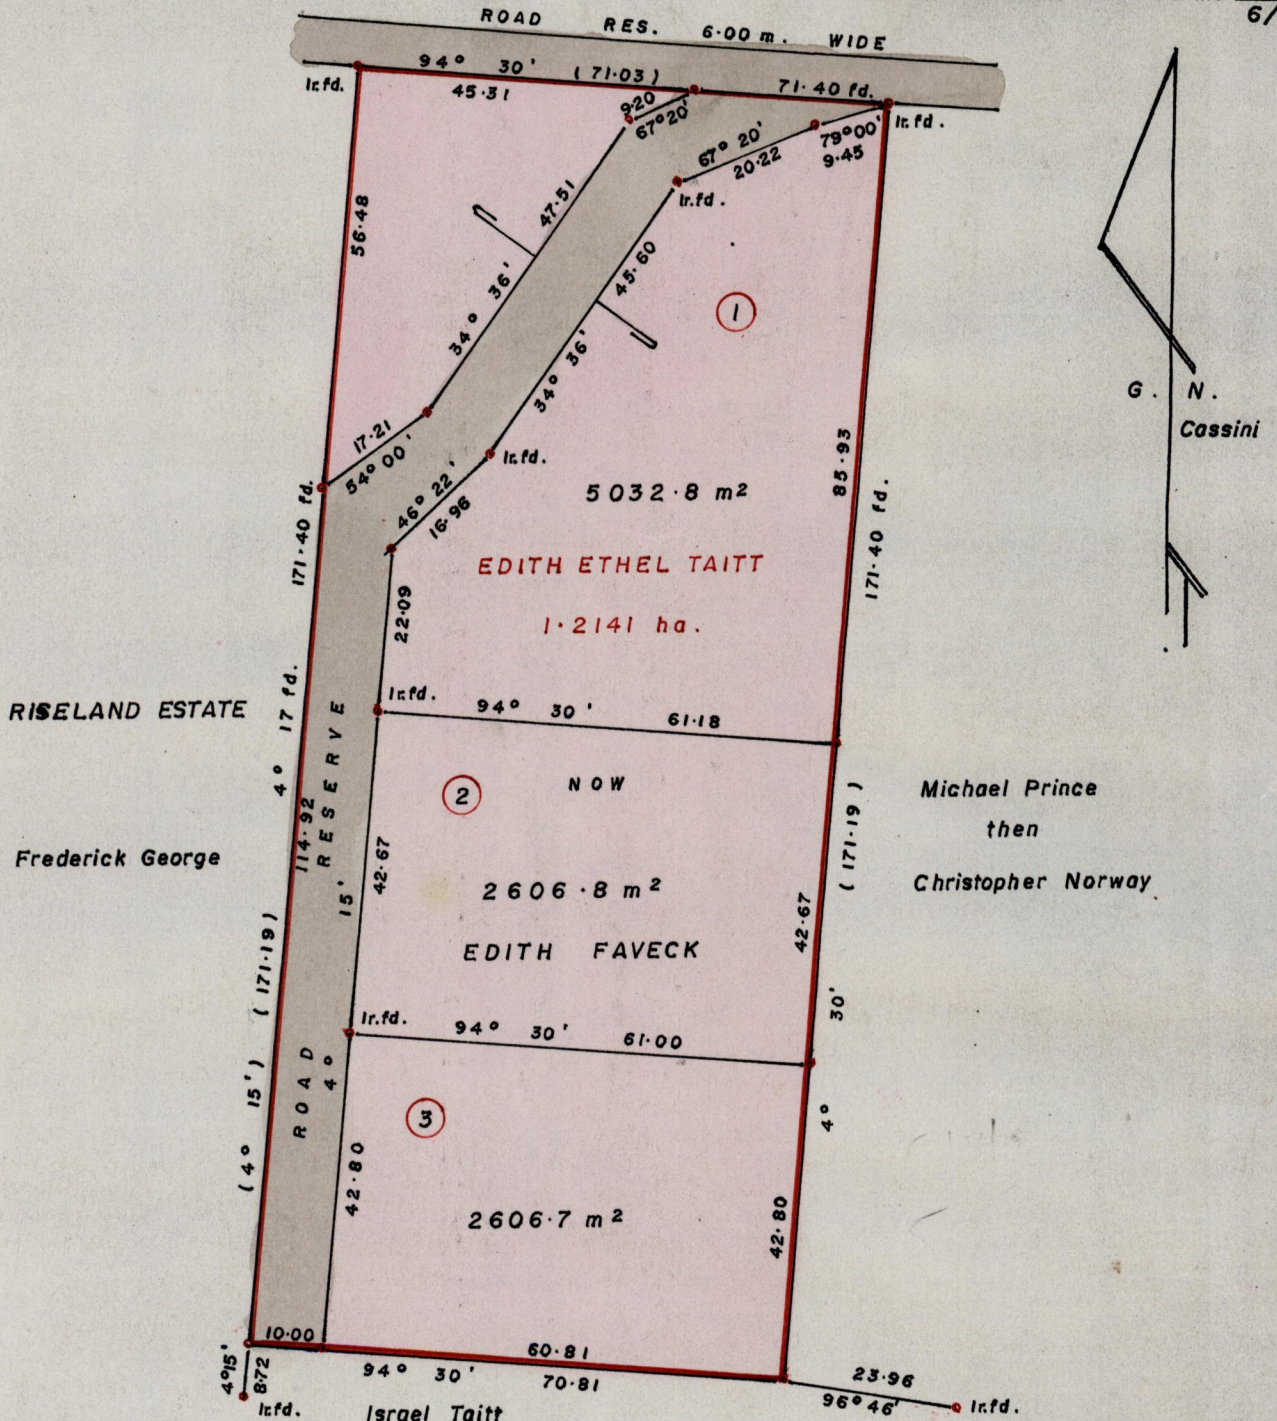 6/
ROAD RES. 6·00 m. WIDE
Ir.fd.
94° 30' (71·03)
45·31
71·40 fd.
Ir.fd.
9·20
67° 20'
67° 20'
20·22
79°00'
9·45
Ir.fd.
56·48
47·51
34° 36'
45·60
34° 36'
1
G. N.
Cassini
17·21
54° 00'
46° 22'
16·96
Ir.fd.
5032·8 m²
85·93
171·40 fd.
171·40 fd.
EDITH ETHEL TAITT
1·2141 ha.
22·09
Ir.fd.
94° 30' 61·18
RISELAND ESTATE
4° 17 fd.
114·92
ROAD RESERVE
2
NOW
Michael Prince
then
Christopher Norway
(171·19)
Frederick George
42·67
4° 15'
2606·8 m²
EDITH FAVECK
42·67
(4° 15') (171·19)
Ir.fd.
94° 30' 61·00
4° 30'
3
42·80
2606·7 m²
42·80
10·00
60·81
94° 30' 70·81
4°15'
8·72
Ir.fd.
23·96
96° 46'
Ir.fd.
Israel Taitt